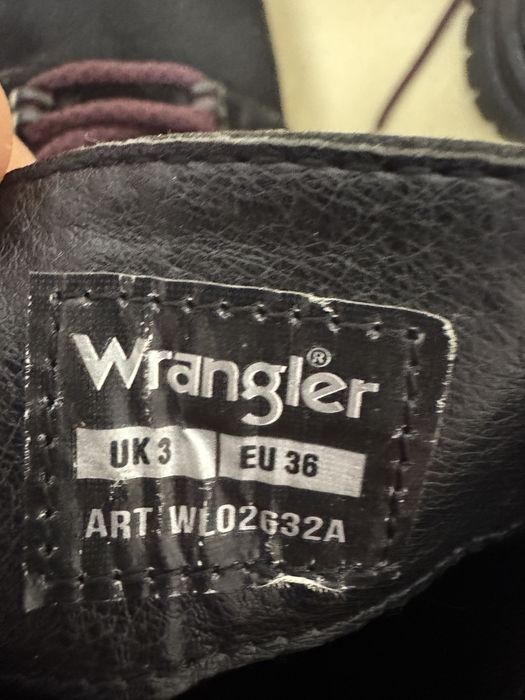 Wrangler®
UK 3 EU 36
ART. WL02632A